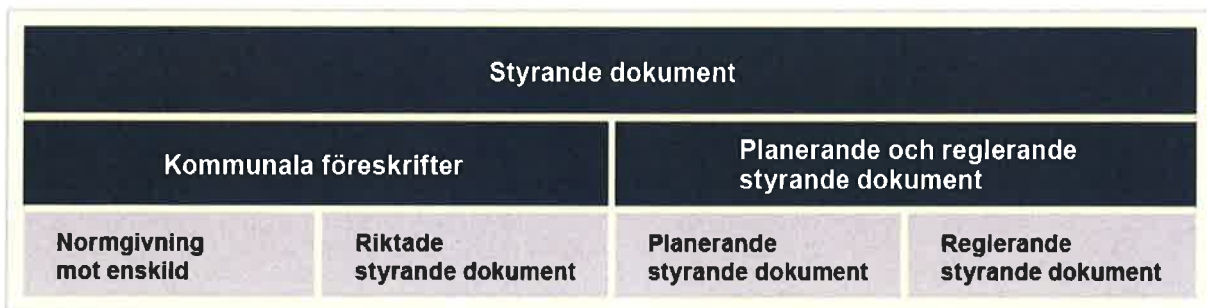 Styrande dokument
Kommunala föreskrifter
Planerande och reglerande
styrande dokument
Normgivning
mot enskild
Riktade
styrande dokument
Planerande
styrande dokument
Reglerande
styrande dokument